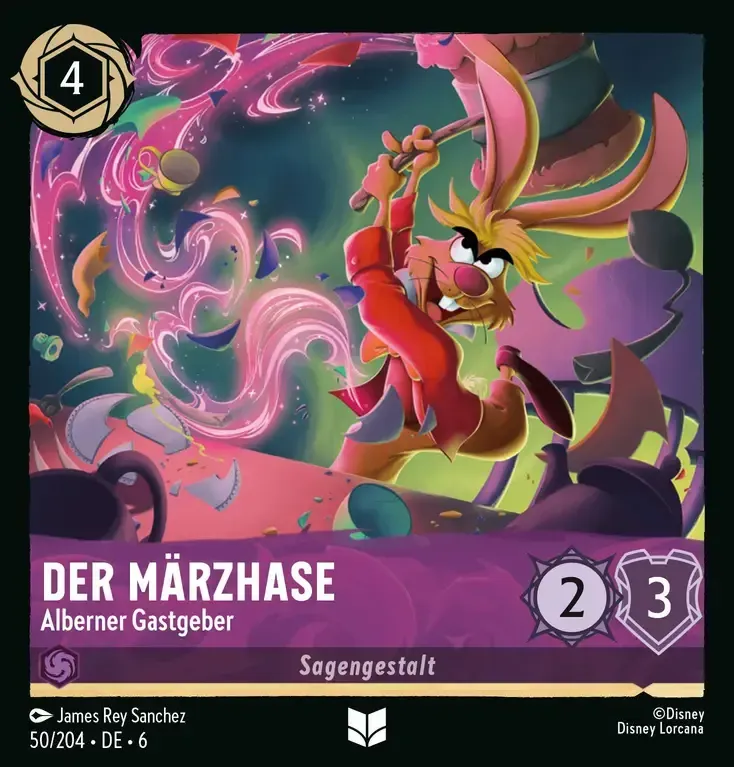 4
DER MÄRZHASE
Alberner Gastgeber
2
3
Sagengestalt
James Rey Sanchez
50/204 • DE • 6
©Disney
Disney Lorcana